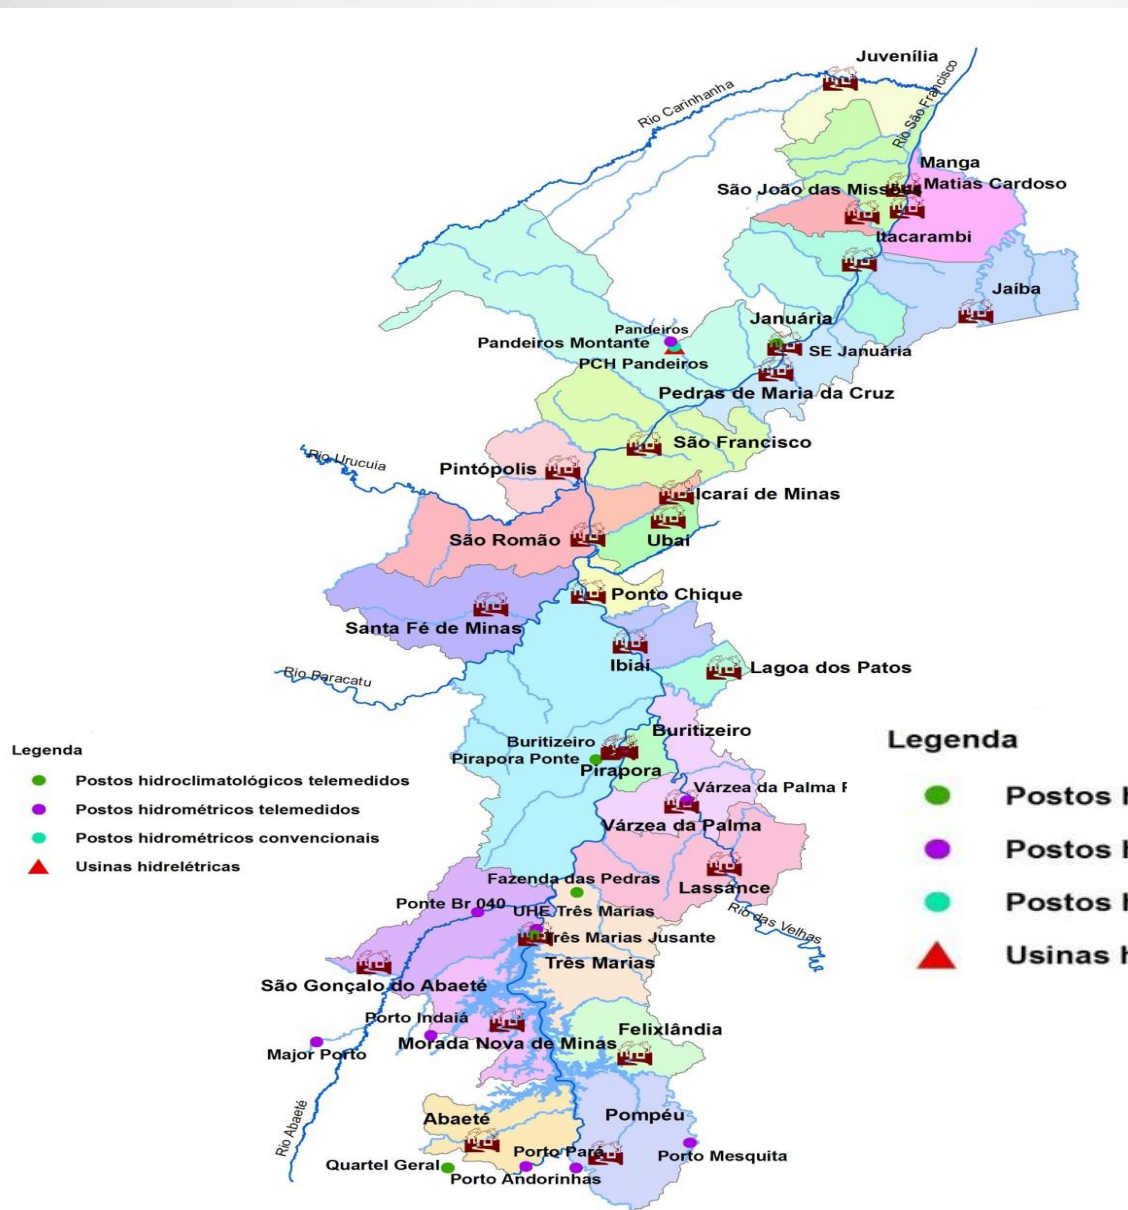 Juvenília
Rio Carinhanha
Rio São Francisco
Manga
São João das Missões
Matias Cardoso
Itacarambi
Jaíba
Januária
Pandeiros
Pandeiros Montante
SE Januária
PCH Pandeiros
Pedras de Maria da Cruz
São Francisco
Rio Urucuia
Pintópolis
Icaraí de Minas
São Romão
Ubaí
Ponto Chique
Santa Fé de Minas
Ibiaí
Lagoa dos Patos
Rio Paracatu
Buritizeiro
Buritizeiro
Pirapora Ponte
Pirapora
Várzea da Palma F
Várzea da Palma
Fazenda das Pedras
Lassance
Ponte Br 040
UHE Três Marias
Rio das Velhas
Três Marias Jusante
Três Marias
São Gonçalo do Abaeté
Porto Indaiá
Felixlândia
Morada Nova de Minas
Major Porto
Rio Abaeté
Abaeté
Pompéu
Porto Pará
Porto Mesquita
Quartel Geral
Porto Andorinhas
Legenda
Postos hidroclimatológicos telemedidos
Postos hidrométricos telemedidos
Postos hidrométricos convencionais
Usinas hidrelétricas
Legenda
Postos h
Postos h
Postos h
Usinas h